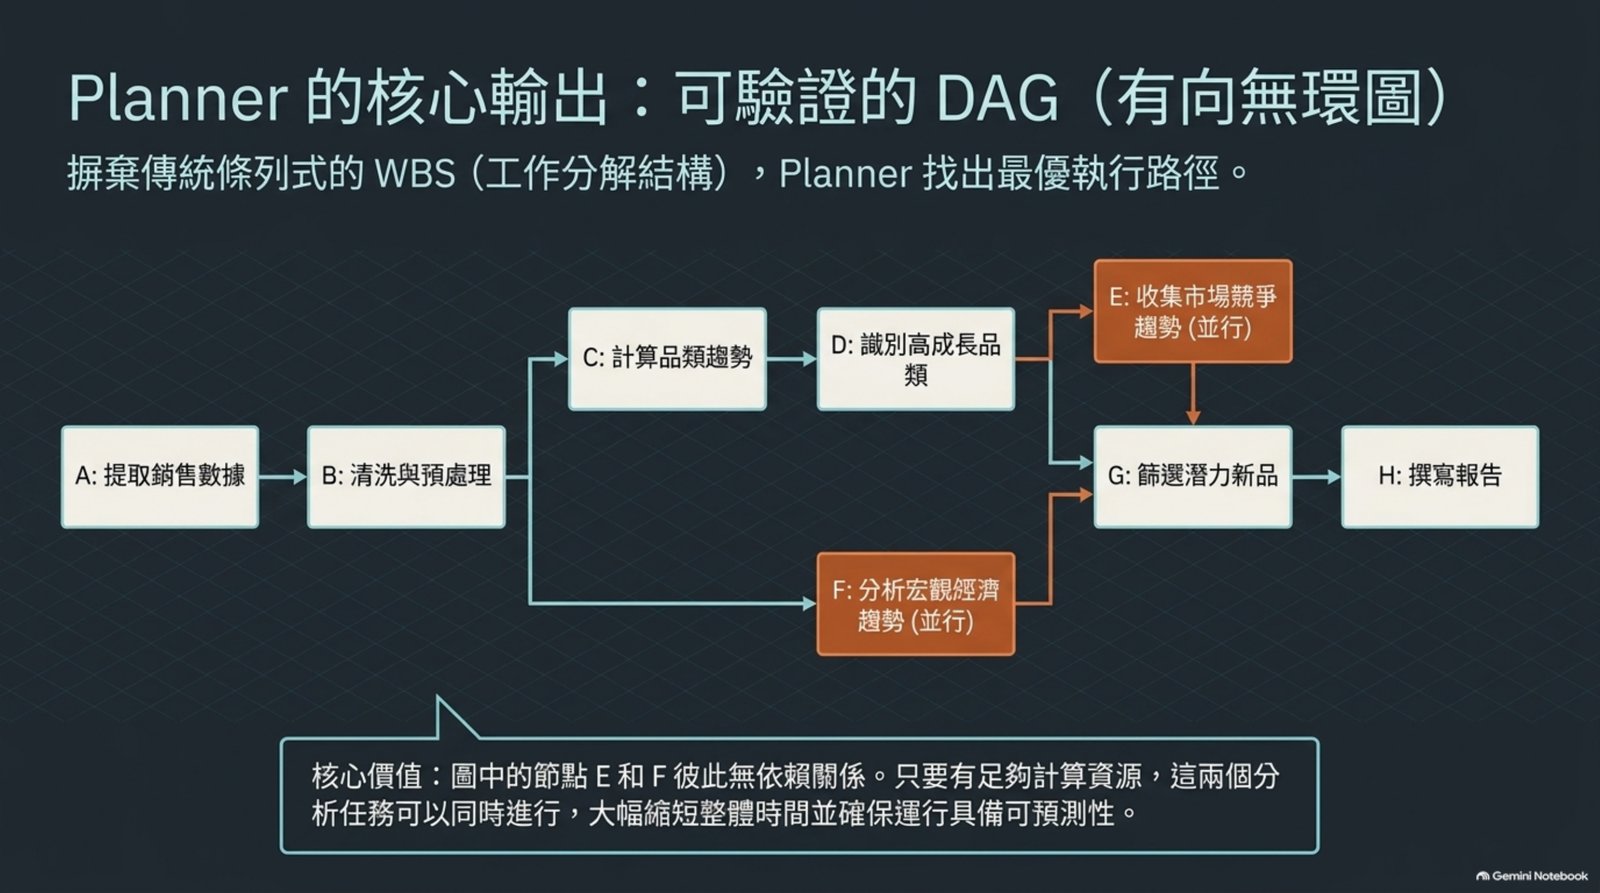 Planner 的核心輸出：可驗證的 DAG（有向無環圖）
摒棄傳統條列式的 WBS（工作分解結構），Planner 找出最優執行路徑。
A: 提取銷售數據
B: 清洗與預處理
C: 計算品類趨勢
D: 識別高成長品
類
E: 收集市場競爭
趨勢 (並行)
F: 分析宏觀經濟
趨勢 (並行)
G: 篩選潛力新品
H: 撰寫報告
核心價值：圖中的節點 E 和 F 彼此無依賴關係。只要有足夠計算資源，這兩個分
析任務可以同時進行，大幅縮短整體時間並確保運行具備可預測性。
Gemini Notebook